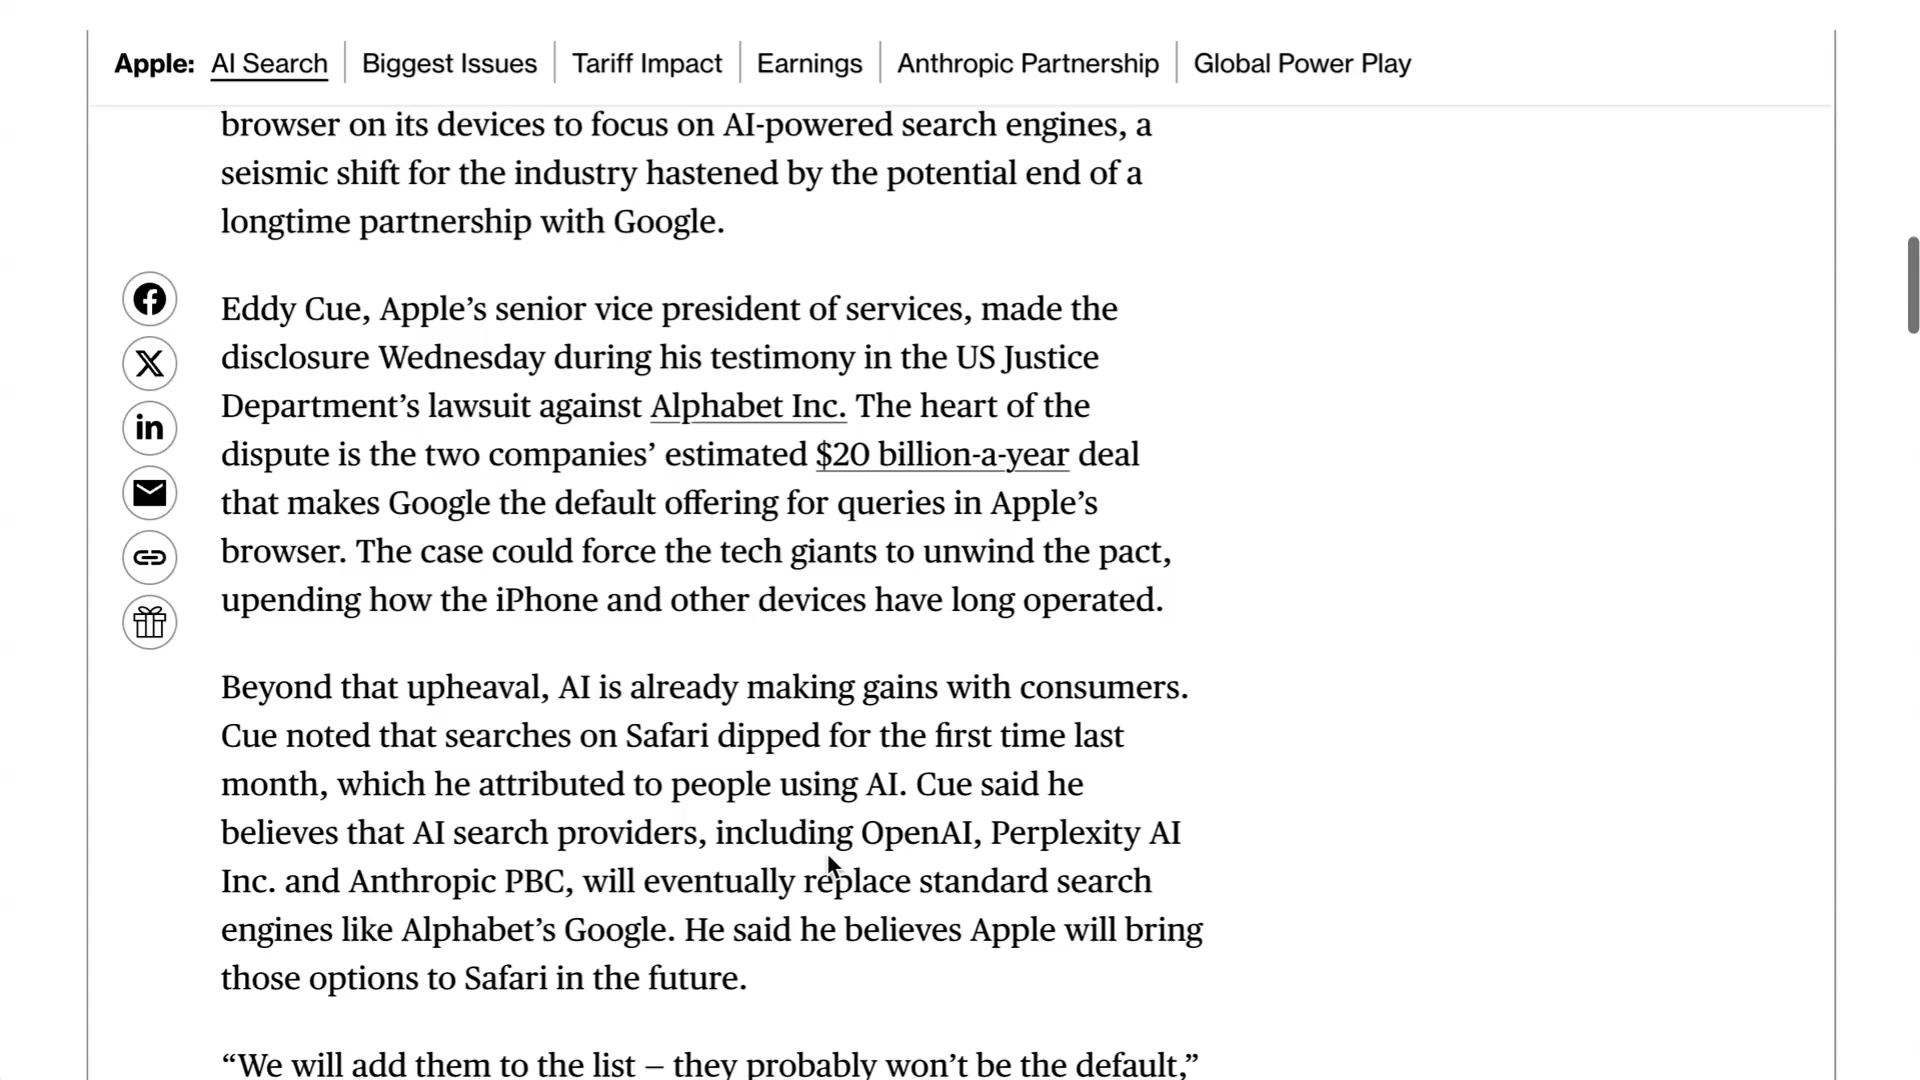 Apple: AI Search Biggest Issues Tariff Impact Earnings Anthropic Partnership Global Power Play
browser on its devices to focus on AI-powered search engines, a
seismic shift for the industry hastened by the potential end of a
longtime partnership with Google.
Eddy Cue, Apple’s senior vice president of services, made the
disclosure Wednesday during his testimony in the US Justice
Department’s lawsuit against Alphabet Inc. The heart of the
dispute is the two companies’ estimated $20 billion-a-year deal
that makes Google the default offering for queries in Apple’s
browser. The case could force the tech giants to unwind the pact,
upending how the iPhone and other devices have long operated.
Beyond that upheaval, AI is already making gains with consumers.
Cue noted that searches on Safari dipped for the first time last
month, which he attributed to people using AI. Cue said he
believes that AI search providers, including OpenAI, Perplexity AI
Inc. and Anthropic PBC, will eventually replace standard search
engines like Alphabet’s Google. He said he believes Apple will bring
those options to Safari in the future.
“We will add them to the list – they probably won’t be the default,”